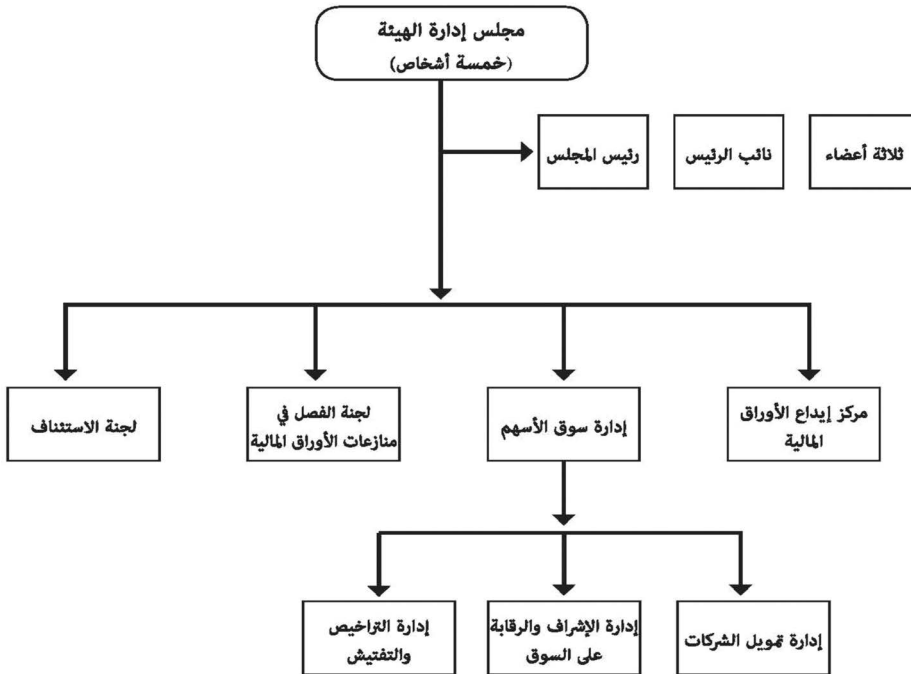 مجلس إدارة الهيئة
(خمسة أشخاص)
ثلاثة أعضاء
نائب الرئيس
رئيس المجلس
مركز إيداع الأوراق
المالية
إدارة سوق الأسهم
لجنة الفصل في
منازعات الأوراق المالية
لجنة الاستئناف
إدارة تمويل الشركات
إدارة الإشراف والرقابة
على السوق
إدارة التراخيص
والتفتيش